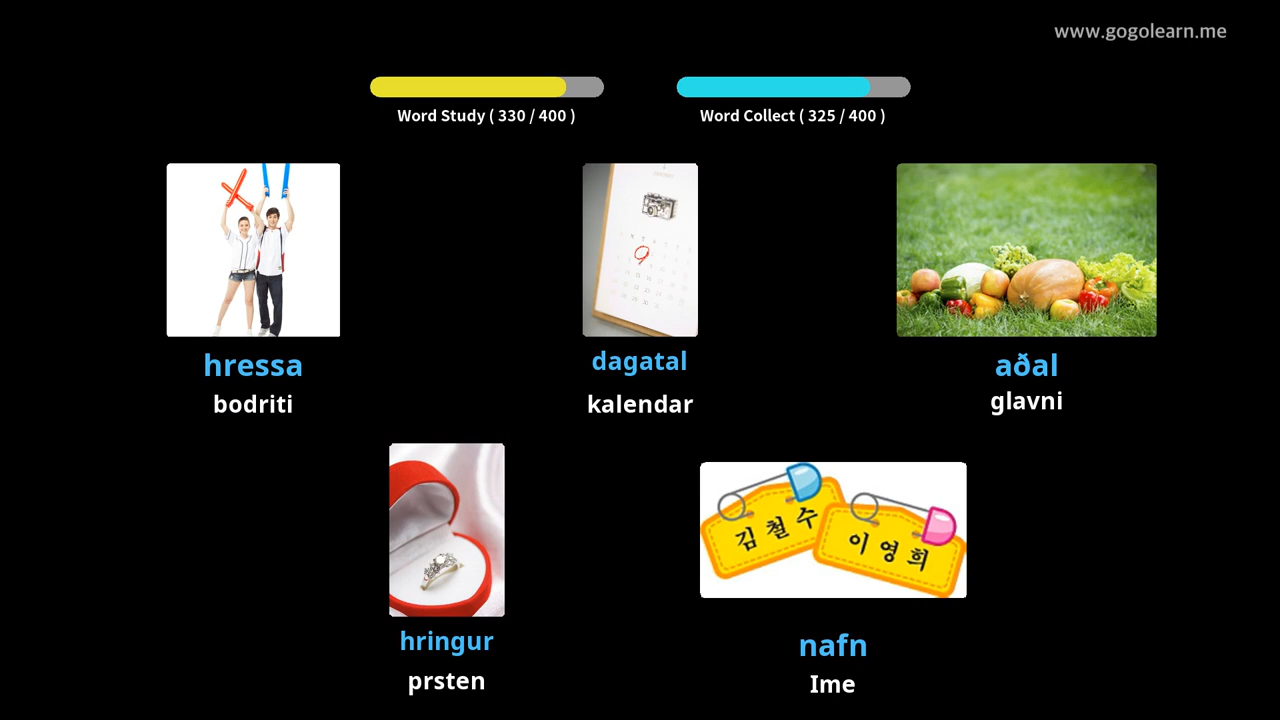 www.gogolearn.me
Word Study ( 330 / 400 )
Word Collect ( 325 / 400 )
hressa
bodriti
9
dagatal
kalendar
aðal
glavni
hringur
prsten
김철수
이영희
nafn
Ime